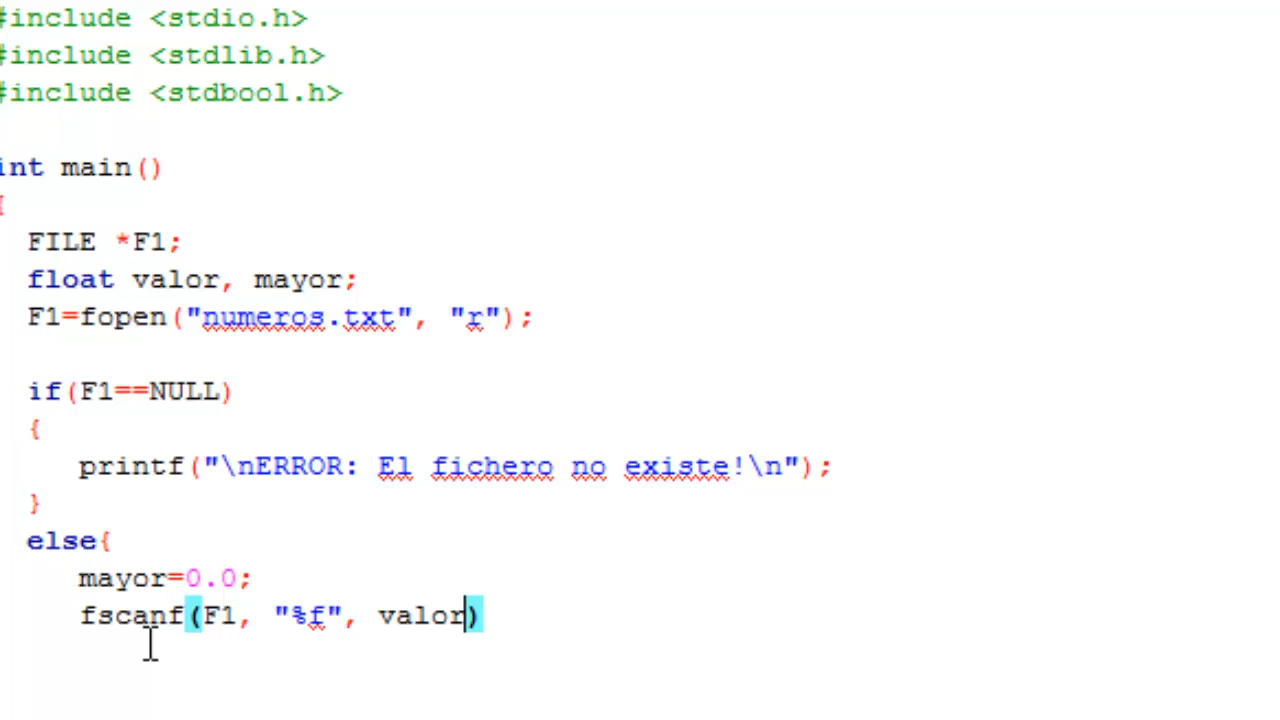 #include <stdio.h>
#include <stdlib.h>
#include <stdbool.h>
int main()
{
FILE *F1;
float valor, mayor;
F1=fopen("numeros.txt", "r");
if(F1==NULL)
{
printf("\nERROR: El fichero no existe!\n");
}
else{
mayor=0.0;
fscanf(F1, "%f", valor)